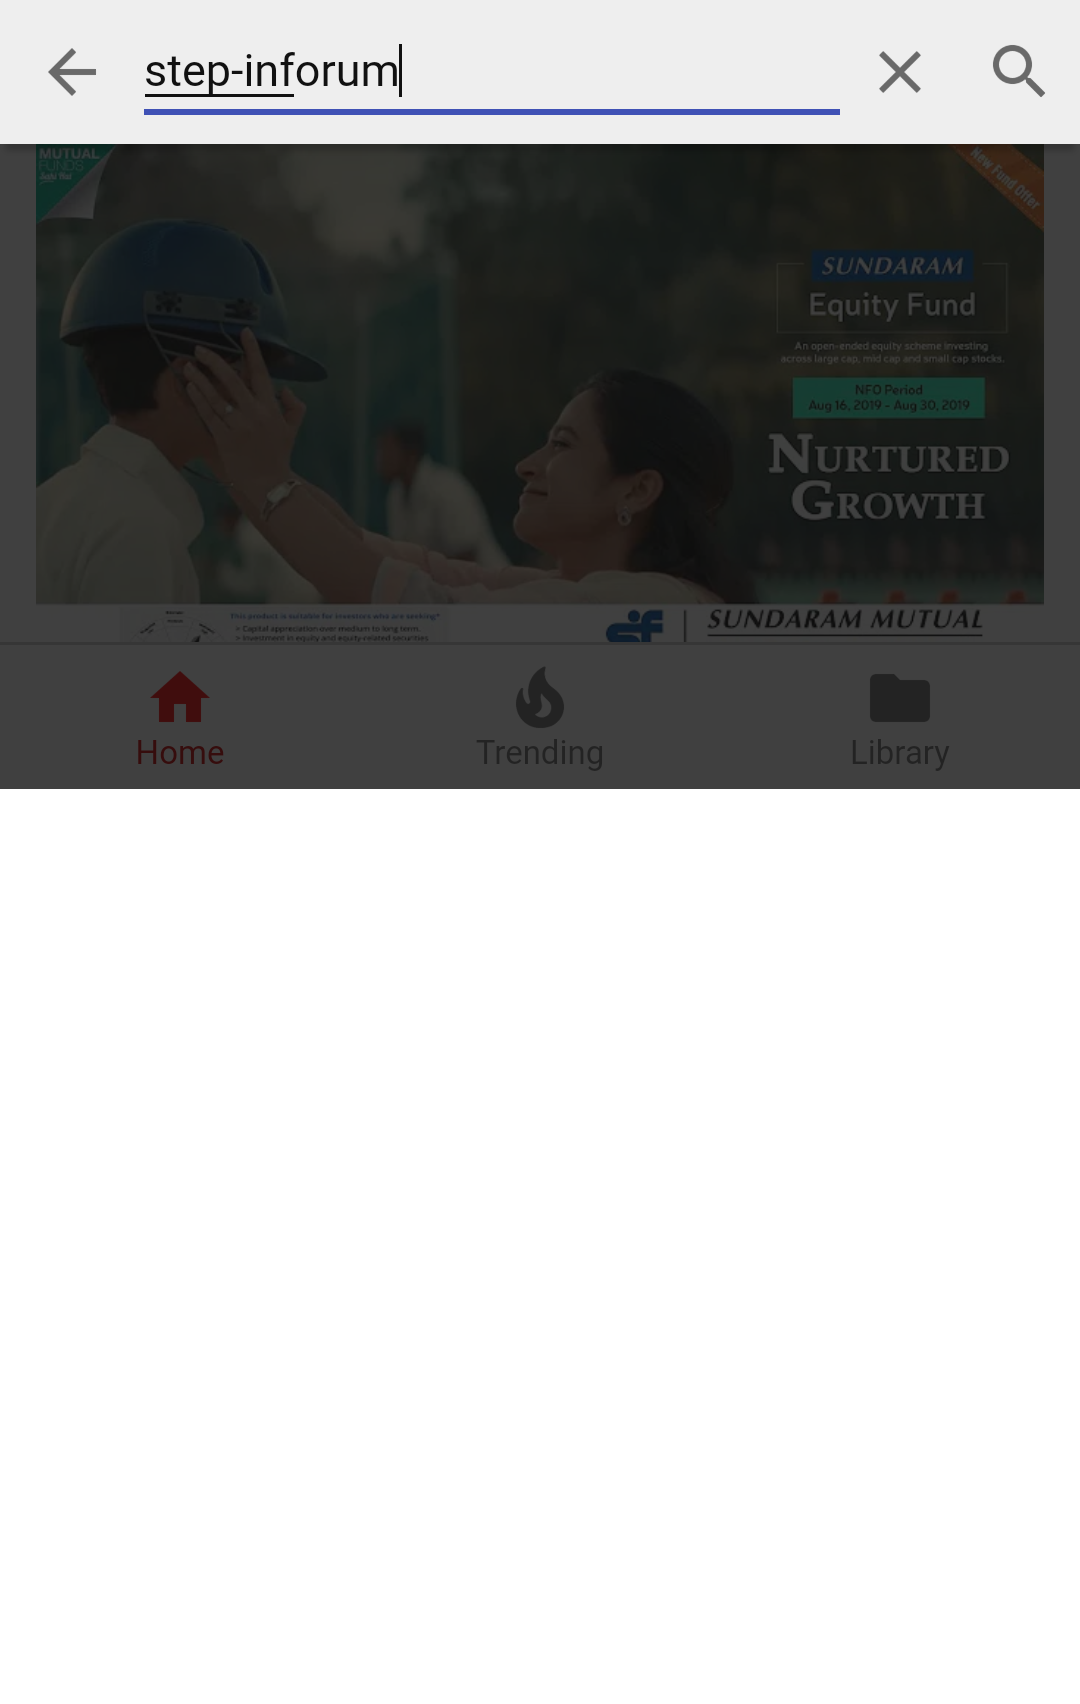 step-inforum
MUTUAL
FUNDS
Sahi Hai
New Fund Offer
SUNDARAM
Equity Fund
An open-ended equity scheme investing
across large cap, mid cap and small cap stocks.
NFO Period
Aug 16, 2019 - Aug 30, 2019
NURTURED
GROWTH
This product is suitable for investors who are seeking*
• Capital appreciation over medium to long term.
• Investment in equity and equity-related securities
SUNDARAM MUTUAL
Home
Trending
Library